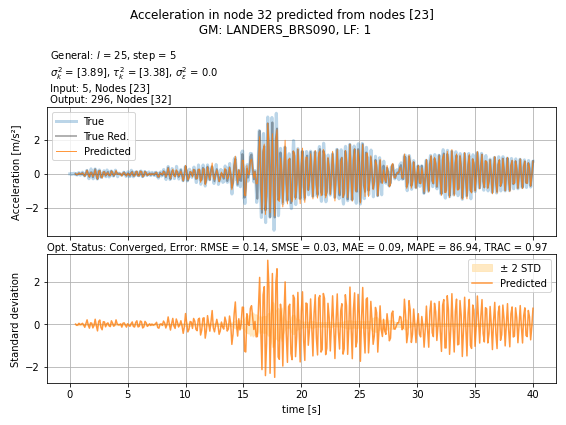 Acceleration in node 32 predicted from nodes [23]
GM: LANDERS_BRS090, LF: 1
General: l = 25, step = 5
σ²ₖ = [3.89], τ²ₖ = [3.38], σ²ε = 0.0
Input: 5, Nodes [23]
Output: 296, Nodes [32]
Acceleration [m/s²]
2
0
−2
True
True Red.
Predicted
Opt. Status: Converged, Error: RMSE = 0.14, SMSE = 0.03, MAE = 0.09, MAPE = 86.94, TRAC = 0.97
Standard deviation
2
0
−2
± 2 STD
Predicted
0 5 10 15 20 25 30 35 40
time [s]